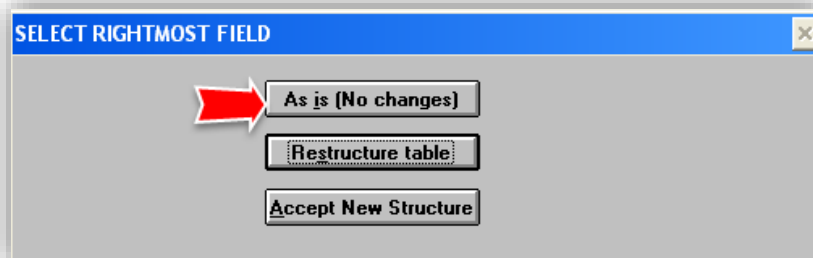 SELECT RIGHTMOST FIELD
As is (No changes)
Restructure table
Accept New Structure